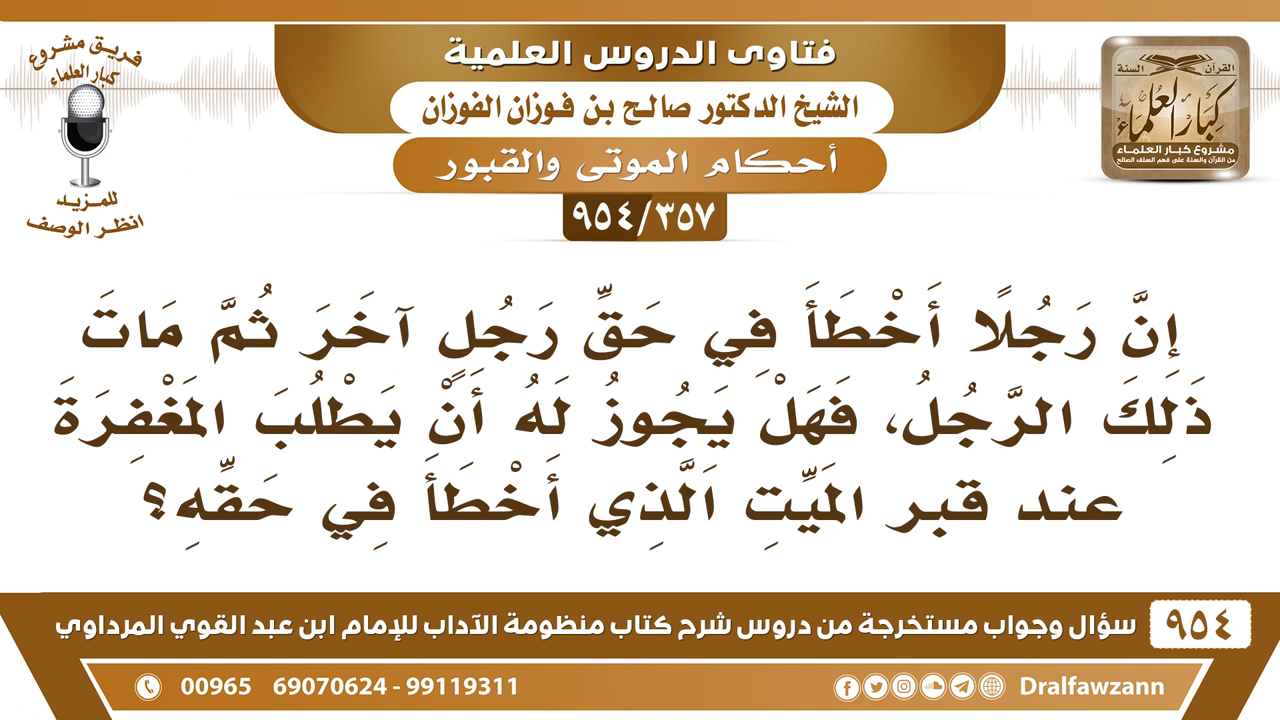 فريق مشروع
كبار العلماء
للمزيد
انظر الوصف
فتاوى الدروس العلمية
الشيخ الدكتور صالح بن فوزان الفوزان
أحكام الموتى والقبور
٩٥٤/٣٥٧
القرآن السنة
كبار العلماء
مشروع كبار العلماء
من القرآن والسنة على فهم السلف الصالح
إِنَّ رَجُلًا أَخْطَأَ فِي حَقِّ رَجُلٍ آخَرَ ثُمَّ مَاتَ
ذَلِكَ الرَّجُلُ، فَهَلْ يَجُوزُ لَهُ أَنْ يَطْلُبَ المَغْفِرَةَ
عند قبر المَيِّتِ الَّذِي أَخْطَأَ فِي حَقِّهِ؟
٩٥٤ سؤال وجواب مستخرجة من دروس شرح كتاب منظومة الآداب للإمام ابن عبد القوي المرداوي
00965 69070624 - 99119311
Dralfawzann